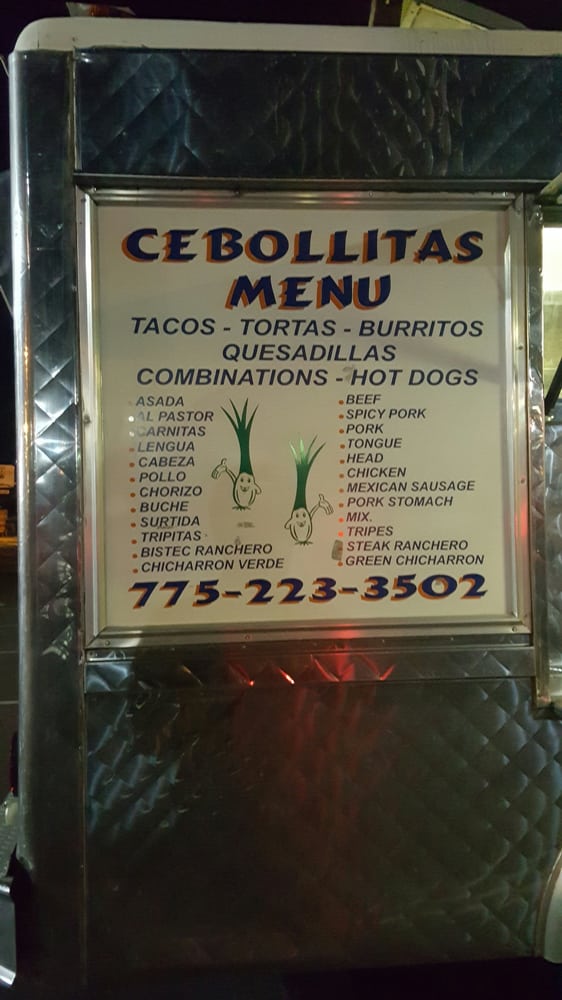 CEBOLLITAS
MENU
TACOS - TORTAS - BURRITOS
QUESADILLAS
COMBINATIONS - HOT DOGS
ASADA
AL PASTOR
CARNITAS
LENGUA
CABEZA
POLLO
CHORIZO
BUCHE
SURTIDA
TRIPITAS
BISTEC RANCHERO
CHICHARRON VERDE
BEEF
SPICY PORK
PORK
TONGUE
HEAD
CHICKEN
MEXICAN SAUSAGE
PORK STOMACH
MIX.
TRIPES
STEAK RANCHERO
GREEN CHICHARRON
775-223-3502